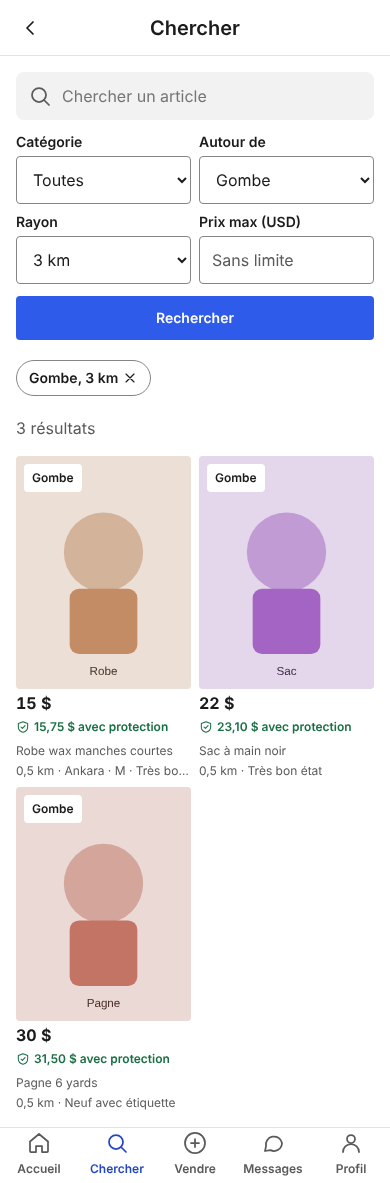 Chercher
Chercher un article
Catégorie
Autour de
Toutes
Gombe
Rayon
Prix max (USD)
3 km
Sans limite
Rechercher
Gombe, 3 km
3 résultats
Gombe
Robe
15 $
15,75 $ avec protection
Robe wax manches courtes
0,5 km · Ankara · M · Très bo...
Gombe
Sac
22 $
23,10 $ avec protection
Sac à main noir
0,5 km · Très bon état
Gombe
Pagne
30 $
31,50 $ avec protection
Pagne 6 yards
0,5 km · Neuf avec étiquette
Accueil
Chercher
Vendre
Messages
Profil